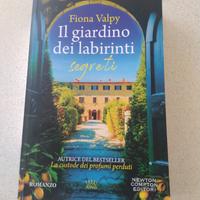 Fiona Valpy
Il giardino
dei labirinti
segreti
AUTRICE DEL BESTSELLER
La custode dei profumi perduti
ROMANZO
NEWTON
COMPTON
EDITORI